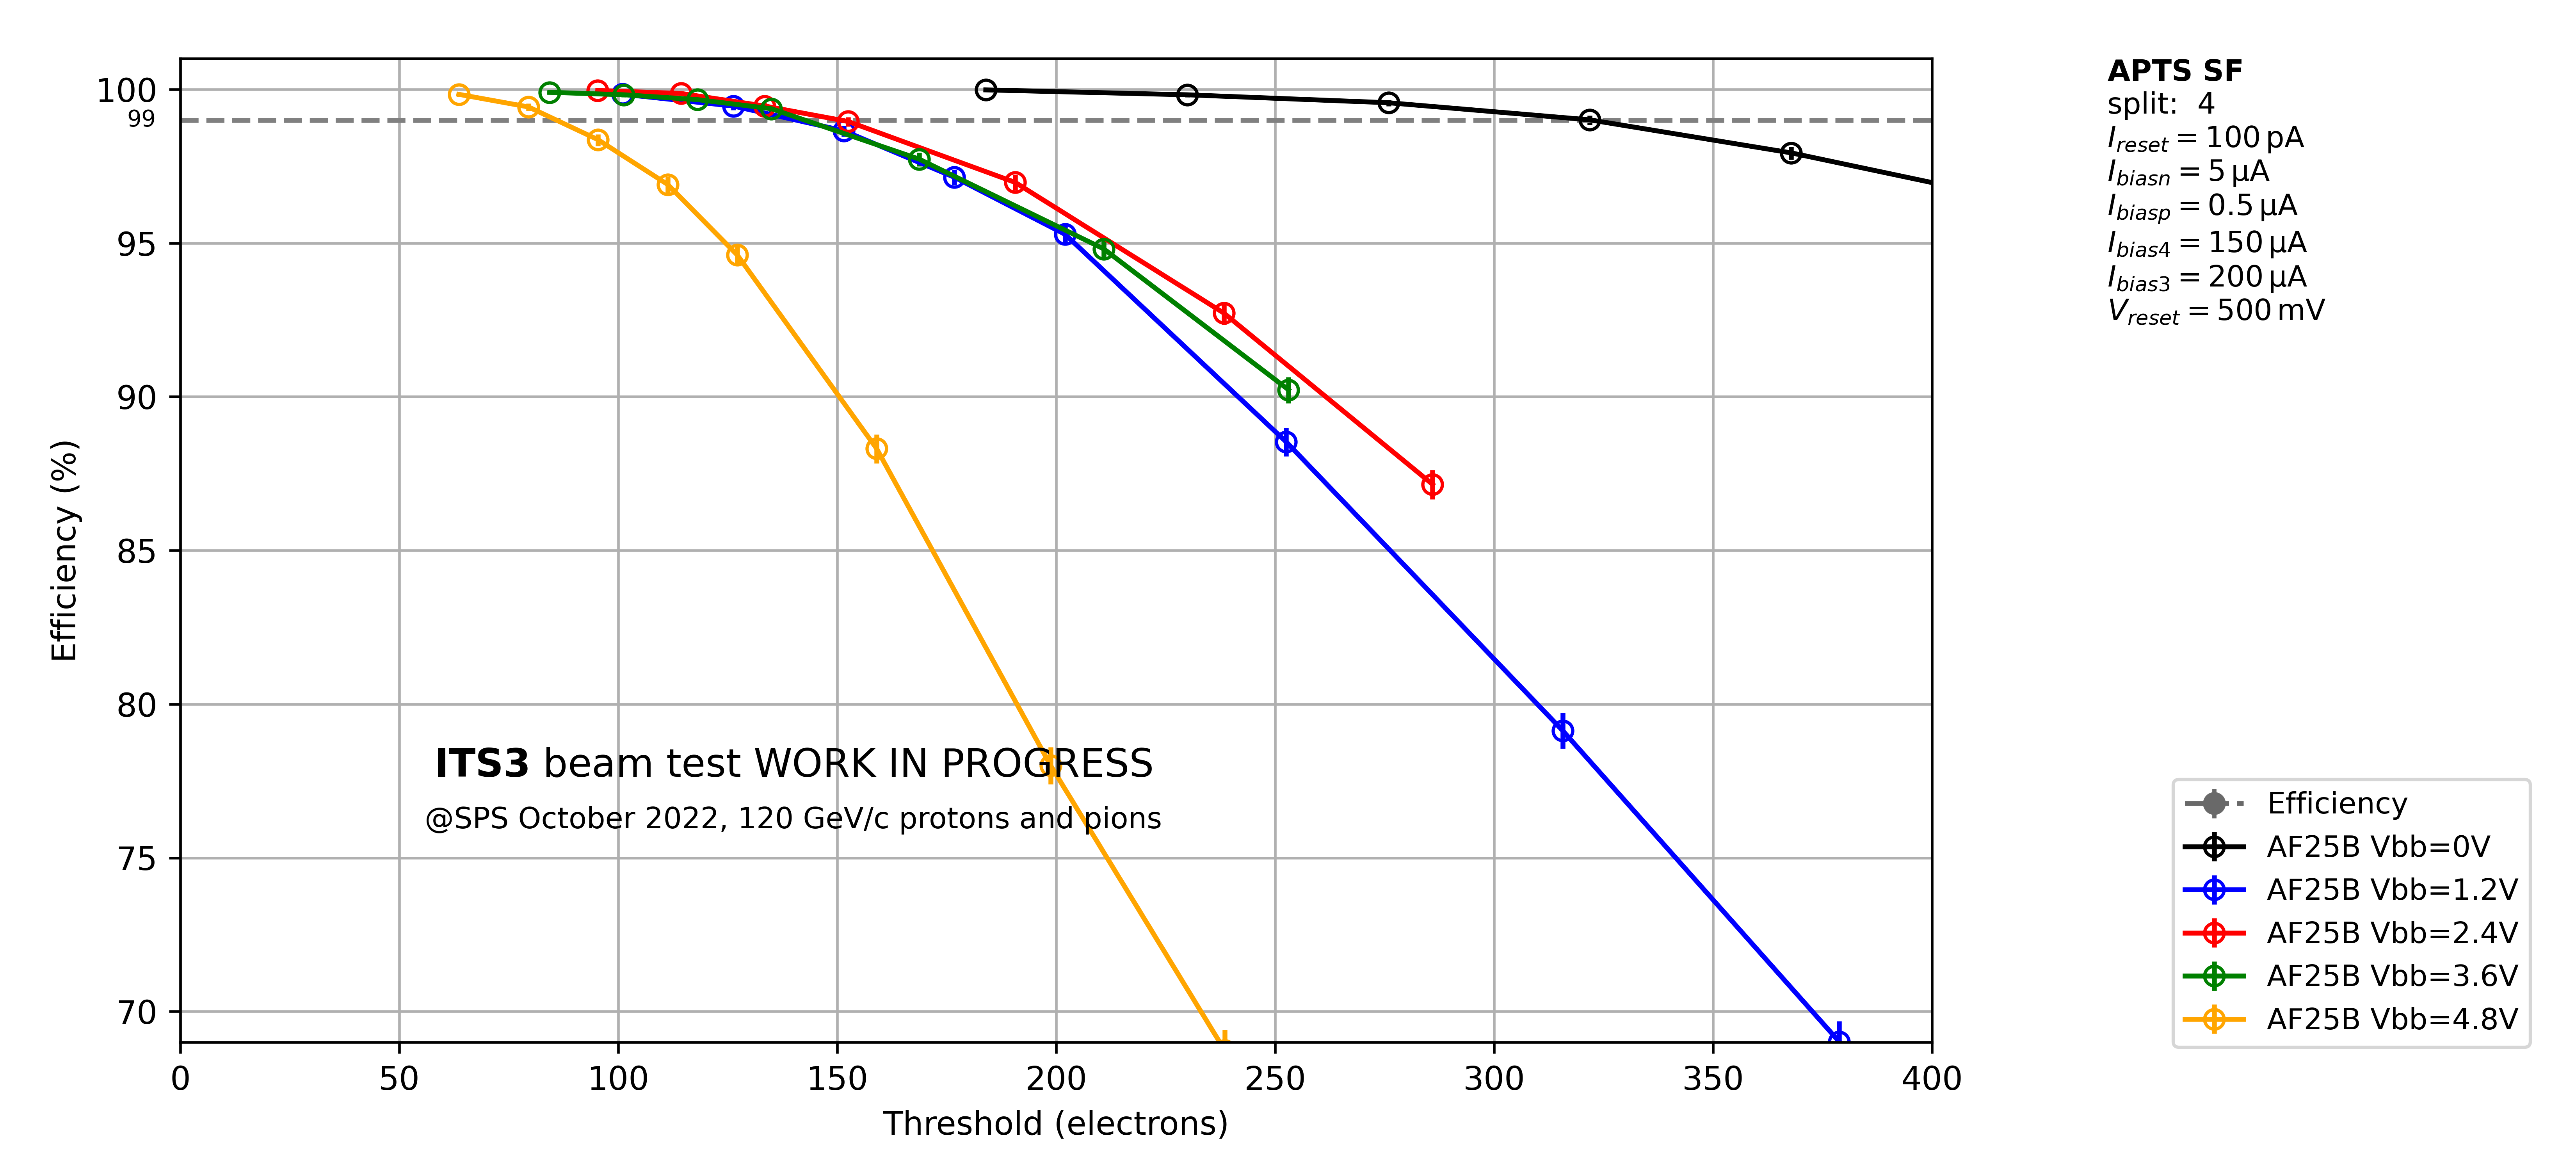 100
99
95
90
85
80
75
70
Efficiency (%)
0 50 100 150 200 250 300 350 400
Threshold (electrons)
ITS3 beam test WORK IN PROGRESS
@SPS October 2022, 120 GeV/c protons and pions
APTS SF
split: 4
I_reset = 100 pA
I_biasn = 5 µA
I_biasp = 0.5 µA
I_bias4 = 150 µA
I_bias3 = 200 µA
V_reset = 500 mV
Efficiency
AF25B Vbb=0V
AF25B Vbb=1.2V
AF25B Vbb=2.4V
AF25B Vbb=3.6V
AF25B Vbb=4.8V